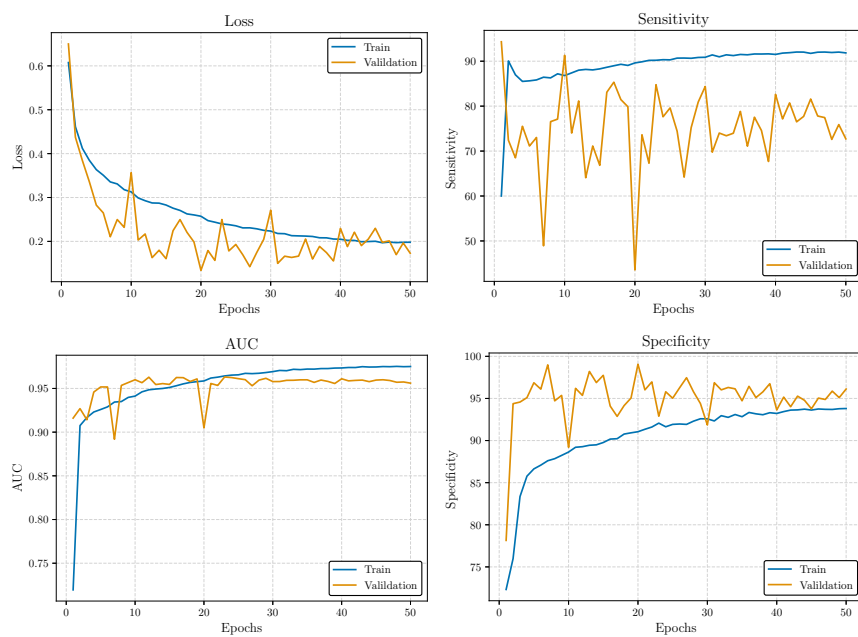 Loss
0.6
0.5
0.4
0.3
0.2
Loss
0 10 20 30 40 50
Epochs
Train
Valildation
Sensitivity
90
80
70
60
50
Sensitivity
0 10 20 30 40 50
Epochs
Train
Valildation
AUC
0.95
0.90
0.85
0.80
0.75
AUC
0 10 20 30 40 50
Epochs
Train
Valildation
Specificity
100
95
90
85
80
75
Specificity
0 10 20 30 40 50
Epochs
Train
Valildation